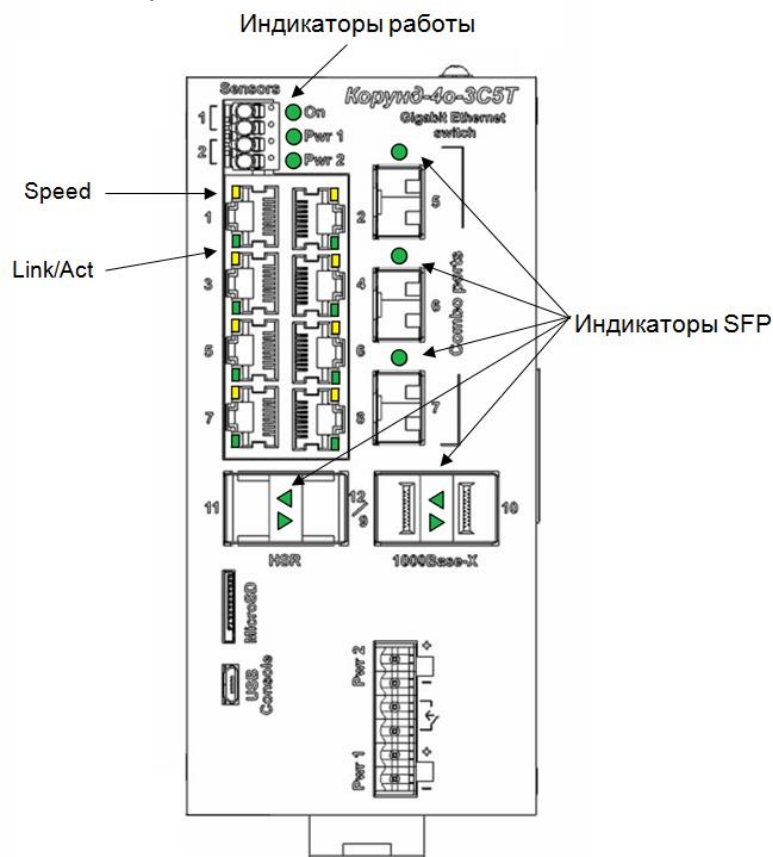 Индикаторы работы
Sensors
Корунд-4о-3С5Т
Gigabit Ethernet
switch
1
2
On
Pwr 1
Pwr 2
Speed
Link/Act
1
2
3
4
5
6
7
8
5
6
7
Combo ports
Индикаторы SFP
11
12
9
10
HSR
1000Base-X
MicroSD
USB
Console
Pwr 2
+
-
Pwr 1
+
-